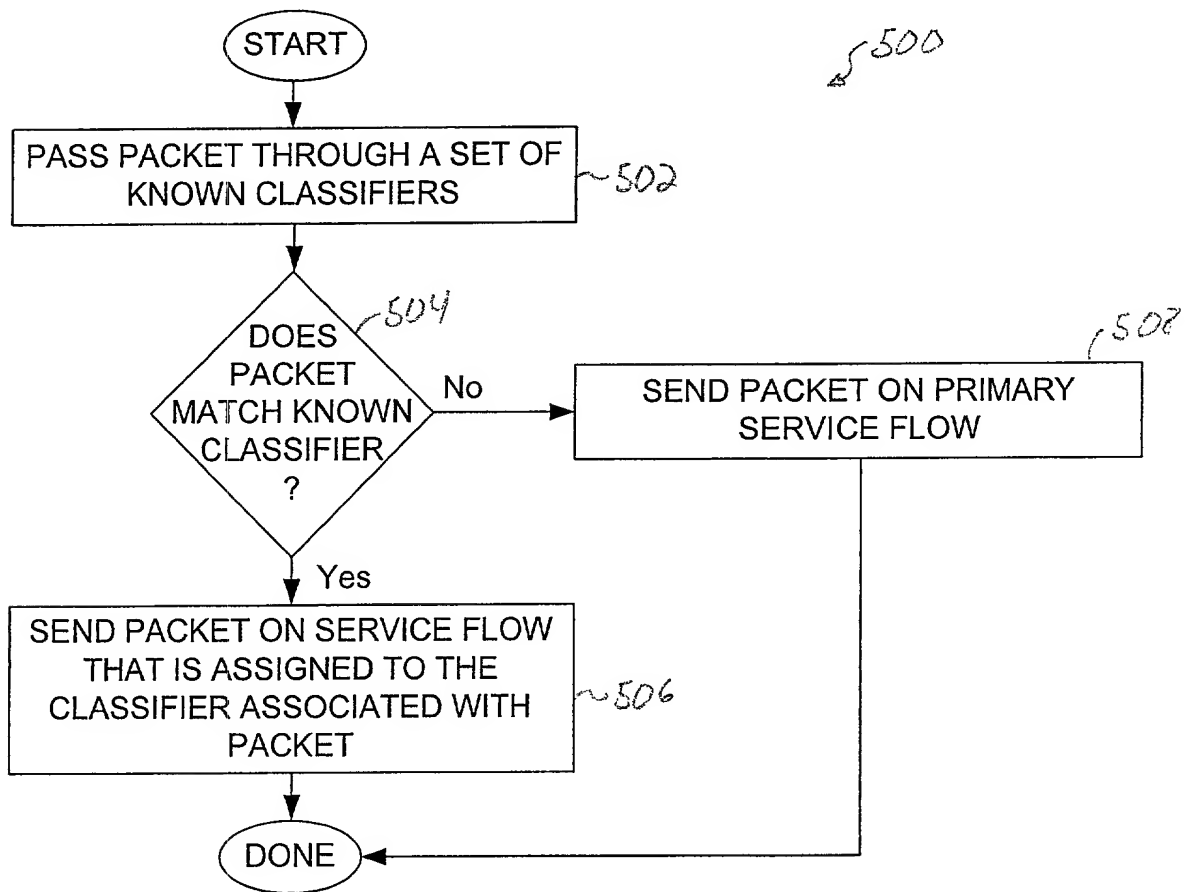 START
500
PASS PACKET THROUGH A SET OF
KNOWN CLASSIFIERS
502
504
DOES
PACKET
MATCH KNOWN
CLASSIFIER
?
No
508
SEND PACKET ON PRIMARY
SERVICE FLOW
Yes
SEND PACKET ON SERVICE FLOW
THAT IS ASSIGNED TO THE
CLASSIFIER ASSOCIATED WITH
PACKET
506
DONE